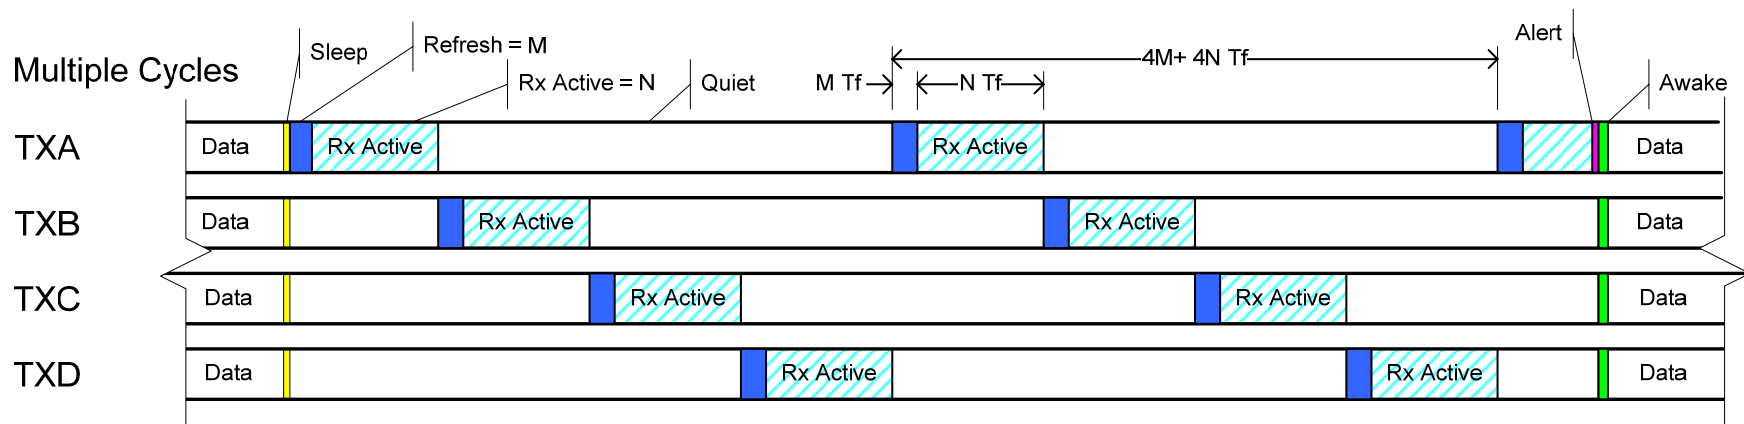 Alert
Sleep
Refresh = M
4M+ 4N Tf
Multiple Cycles
Rx Active = N
Quiet
M Tf
N Tf
Awake
TXA
Data
Rx Active
Rx Active
Data
TXB
Data
Rx Active
Rx Active
Data
TXC
Data
Rx Active
Rx Active
Data
TXD
Data
Rx Active
Rx Active
Data